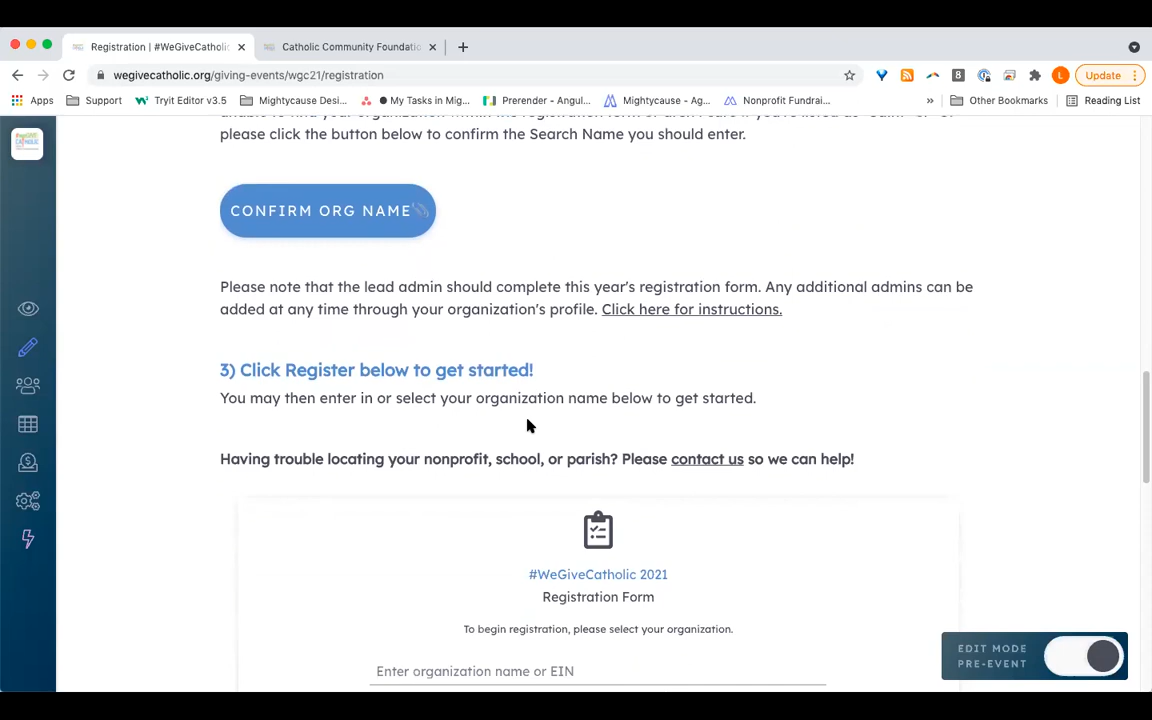 Registration | #WeGiveCatholic
Catholic Community Foundatio
wegivecatholic.org/giving-events/wgc21/registration
8
L
Update
Apps
Support
Tryit Editor v3.5
Mightycause Desi...
My Tasks in Mig...
Prerender - Angul...
Mightycause - Ag...
Nonprofit Fundrai...
»
Other Bookmarks
Reading List
please click the button below to confirm the Search Name you should enter.
CONFIRM ORG NAME
Please note that the lead admin should complete this year's registration form. Any additional admins can be
added at any time through your organization's profile. Click here for instructions.
3) Click Register below to get started!
You may then enter in or select your organization name below to get started.
Having trouble locating your nonprofit, school, or parish? Please contact us so we can help!
#WeGiveCatholic 2021
Registration Form
To begin registration, please select your organization.
Enter organization name or EIN
EDIT MODE
PRE-EVENT